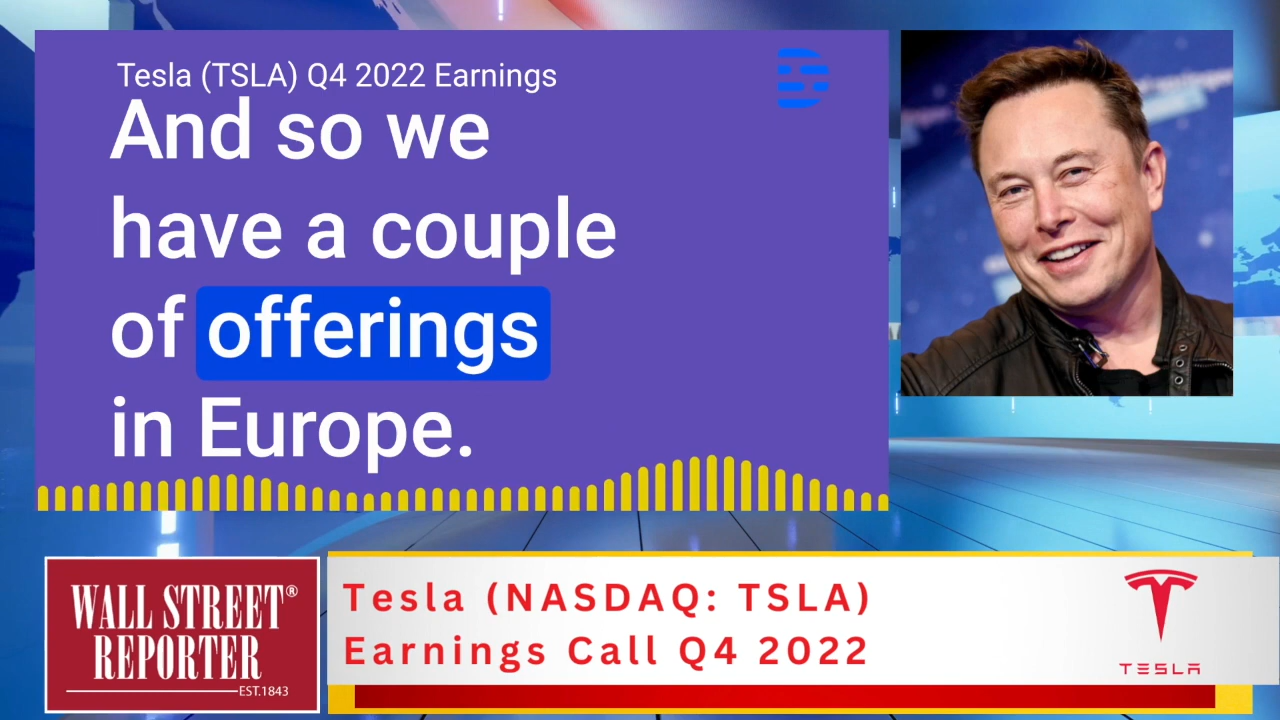 Tesla (TSLA) Q4 2022 Earnings
And so we
have a couple
of offerings
in Europe.
WALL STREET®
REPORTER
EST.1843
Tesla (NASDAQ: TSLA)
Earnings Call Q4 2022
TESLA